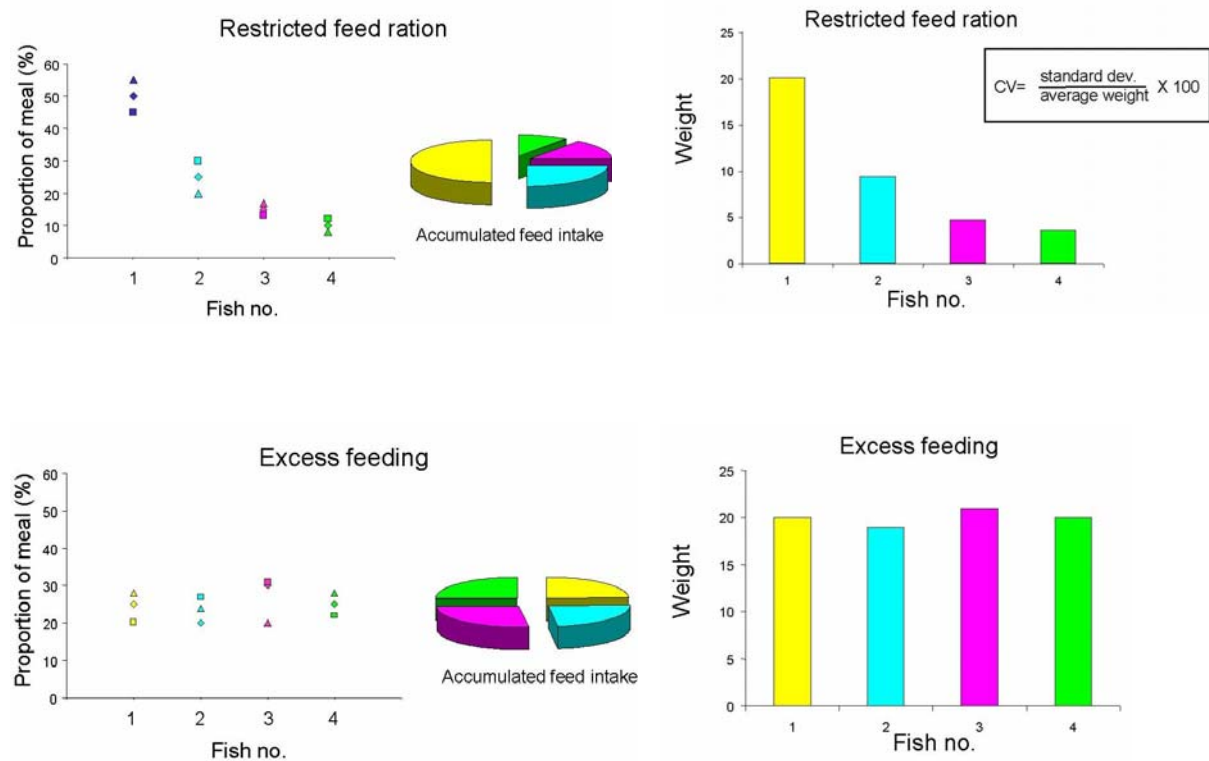 Restricted feed ration
Proportion of meal (%)
60
50
40
30
20
10
0
1 2 3 4
Fish no.
Accumulated feed intake
Restricted feed ration
Weight
25
20
15
10
5
0
1 2 3 4
Fish no.
CV= standard dev. X 100
average weight
Excess feeding
Proportion of meal (%)
60
50
40
30
20
10
0
1 2 3 4
Fish no.
Accumulated feed intake
Excess feeding
Weight
25
20
15
10
5
0
1 2 3 4
Fish no.